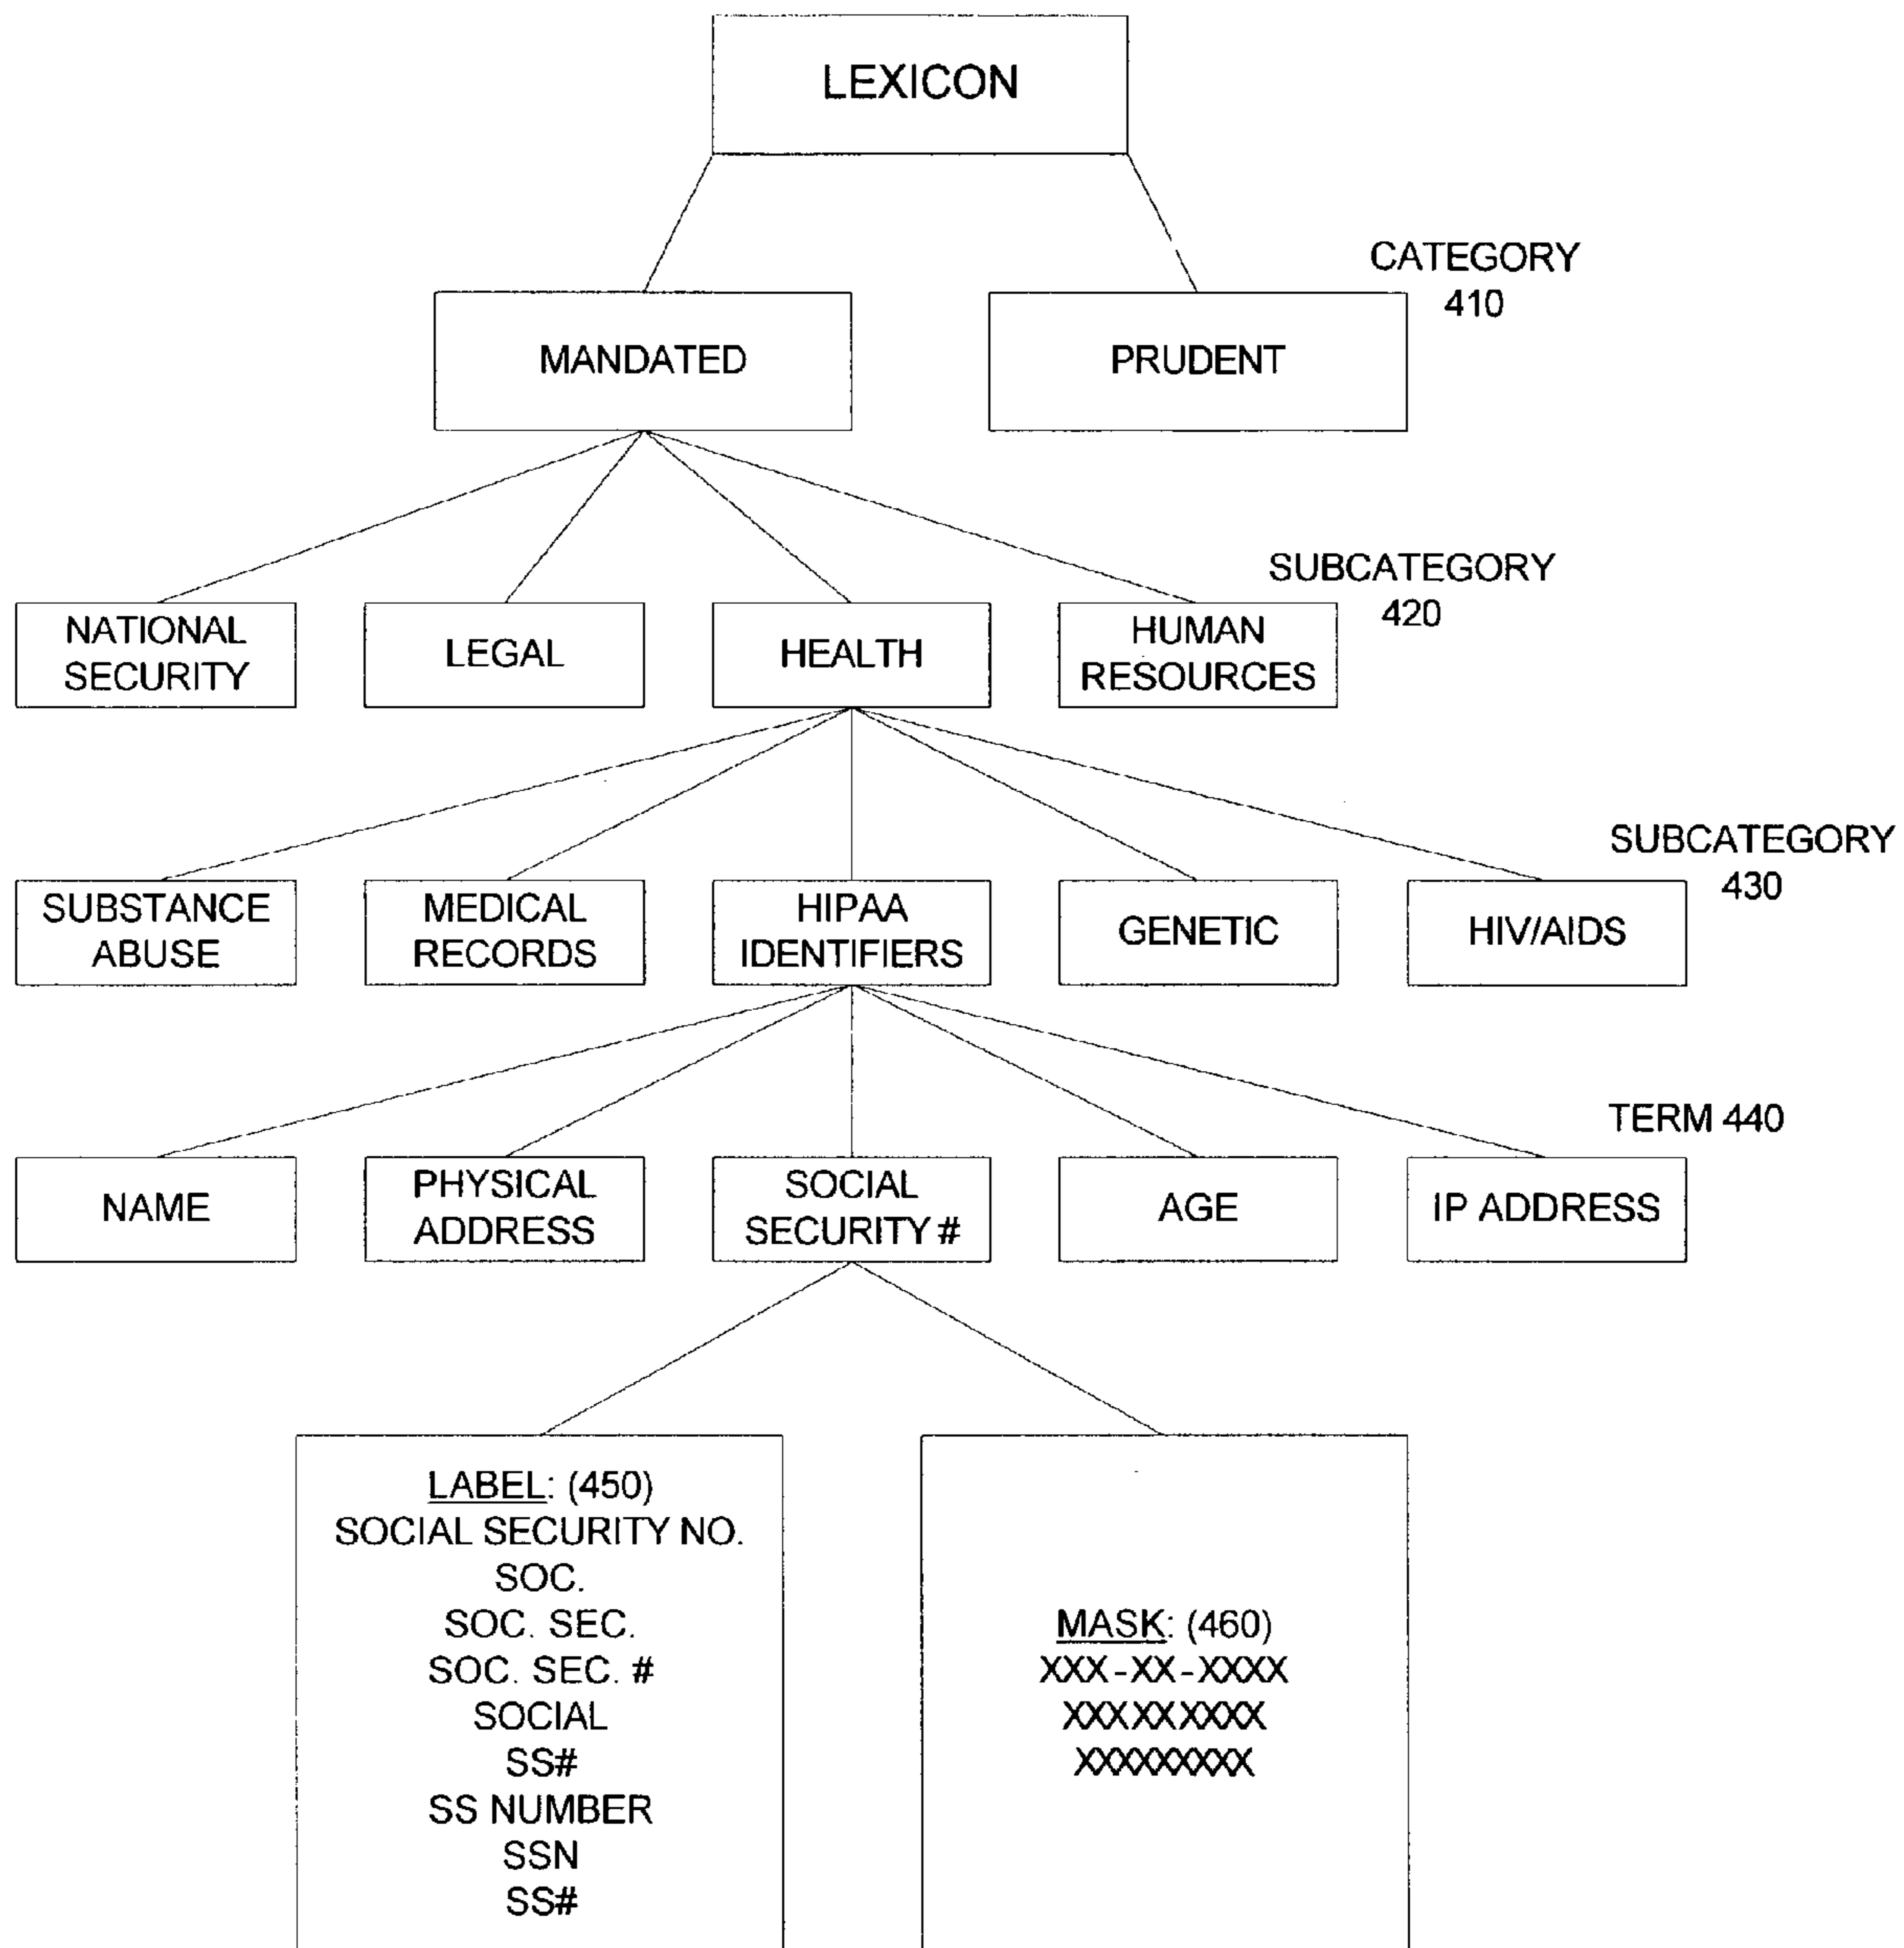 LEXICON
CATEGORY
410
MANDATED
PRUDENT
SUBCATEGORY
420
NATIONAL
SECURITY
LEGAL
HEALTH
HUMAN
RESOURCES
SUBCATEGORY
430
SUBSTANCE
ABUSE
MEDICAL
RECORDS
HIPAA
IDENTIFIERS
GENETIC
HIV/AIDS
TERM 440
NAME
PHYSICAL
ADDRESS
SOCIAL
SECURITY #
AGE
IP ADDRESS
LABEL: (450)
SOCIAL SECURITY NO.
SOC.
SOC. SEC.
SOC. SEC. #
SOCIAL
SS#
SS NUMBER
SSN
SS#
MASK: (460)
XXX-XX-XXXX
XXX XX XXXX
XXXXXXXXX